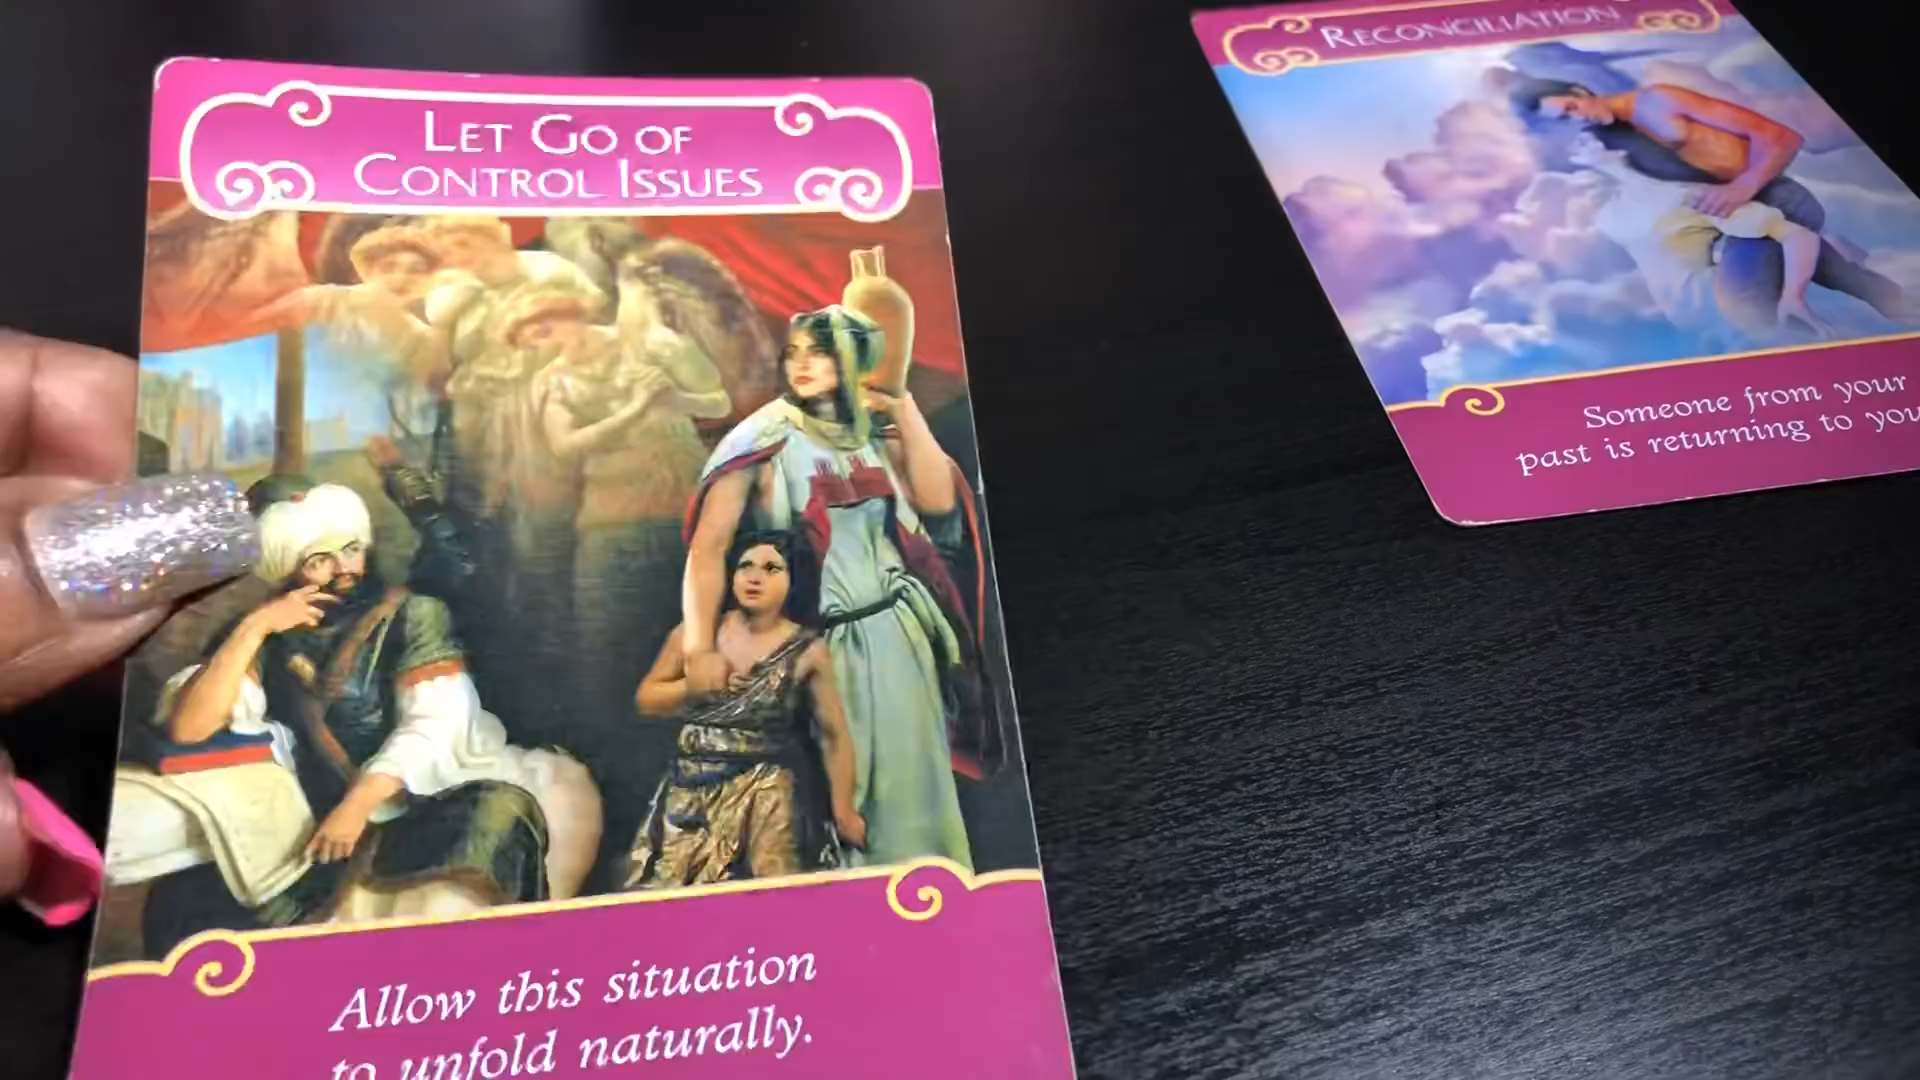 LET GO OF
CONTROL ISSUES
Allow this situation
to unfold naturally.
RECONCILIATION
Someone from your
past is returning to you